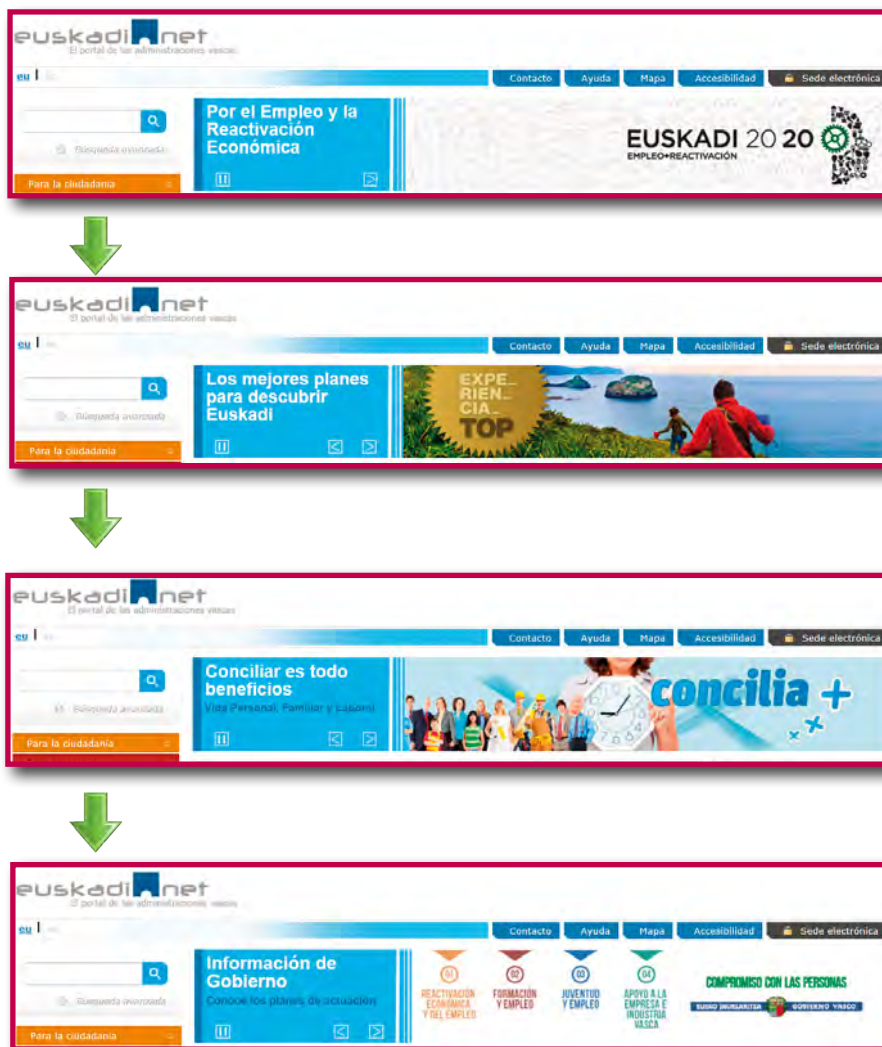 euskadi net
El portal de las administraciones vascas
eu
Contacto Ayuda Mapa Accesibilidad Sede electrónica
Búsqueda avanzada
Para la ciudadanía
Por el Empleo y la
Reactivación
Económica
EUSKADI 2020
EMPLEO+REACTIVACIÓN
euskadi net
El portal de las administraciones vascas
eu
Contacto Ayuda Mapa Accesibilidad Sede electrónica
Búsqueda avanzada
Para la ciudadanía
Los mejores planes
para descubrir
Euskadi
EXPE_
RIEN_
CIA_
TOP
euskadi net
El portal de las administraciones vascas
eu
Contacto Ayuda Mapa Accesibilidad Sede electrónica
Búsqueda avanzada
Para la ciudadanía
Conciliar es todo
beneficios
Vida Personal, Familiar y Laboral
concilia +
euskadi net
El portal de las administraciones vascas
eu
Contacto Ayuda Mapa Accesibilidad Sede electrónica
Búsqueda avanzada
Para la ciudadanía
Información de
Gobierno
Conoce los planes de actuación
01
REACTIVACIÓN
ECONÓMICA
Y DEL EMPLEO
02
FORMACIÓN
Y EMPLEO
03
JUVENTUD
Y EMPLEO
04
APOYO A LA
EMPRESA E
INDUSTRIA
VASCA
COMPROMISO CON LAS PERSONAS
EUSKO JAURLARITZA GOBIERNO VASCO